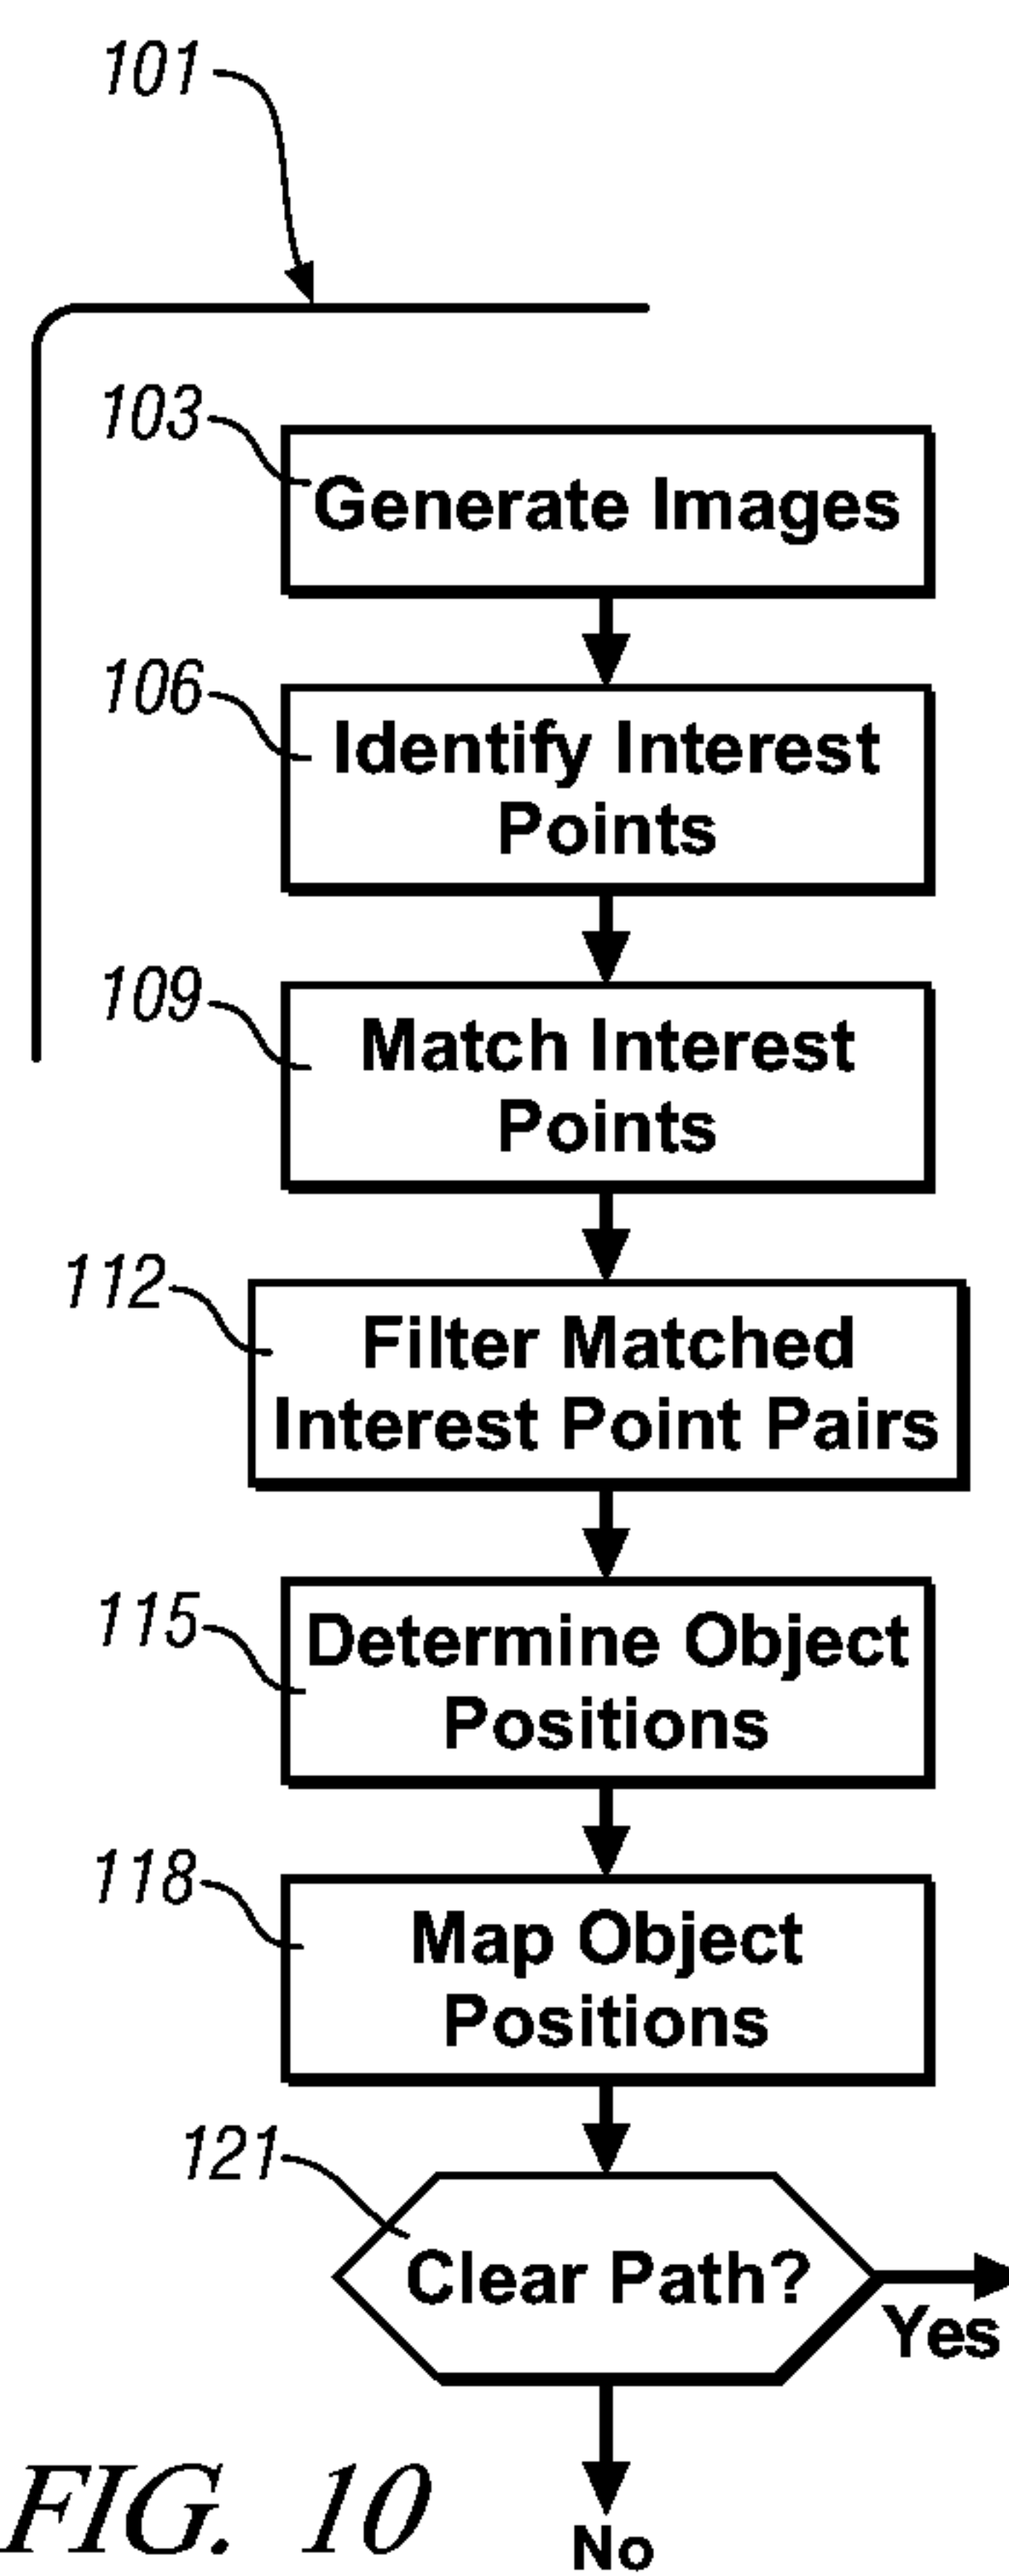 101
103
Generate Images
106
Identify Interest
Points
109
Match Interest
Points
112
Filter Matched
Interest Point Pairs
115
Determine Object
Positions
118
Map Object
Positions
121
Clear Path?
Yes
No
FIG. 10